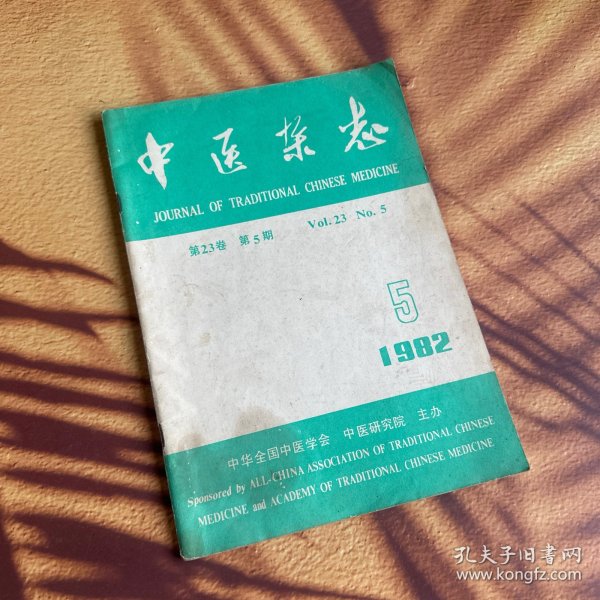 中医杂志
JOURNAL OF TRADITIONAL CHINESE MEDICINE
第23卷 第5期 Vol.23 No.5
5
1982
中华全国中医学会 中医研究院 主办
Sponsored by ALL-CHINA ASSOCIATION OF TRADITIONAL CHINESE
MEDICINE and ACADEMY OF TRADITIONAL CHINESE MEDICINE
孔夫子旧书网
www.kongfz.com